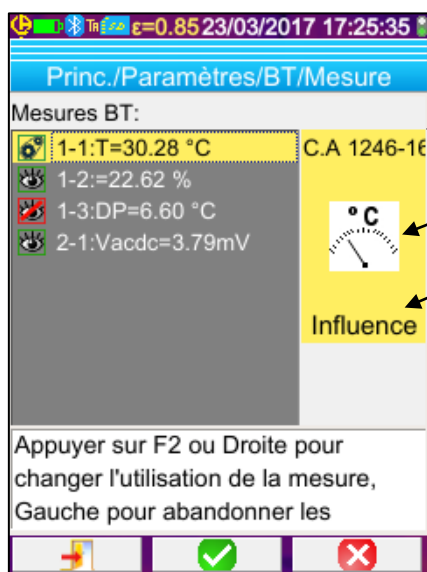 TA ε=0.85 23/03/2017 17:25:35
Princ./Paramètres/BT/Mesure
Mesures BT:
1-1:T=30.28 °C
1-2:=22.62 %
1-3:DP=6.60 °C
2-1:Vacdc=3.79mV
C.A 1246-16
°C
Influence
Appuyer sur F2 ou Droite pour
changer l'utilisation de la mesure,
Gauche pour abandonner les